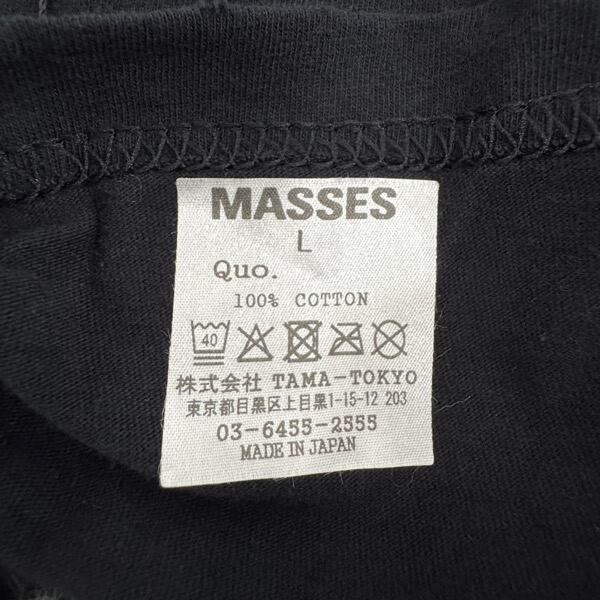 MASSES
L
Quo.
100% COTTON
40
株式会社 TAMA-TOKYO
東京都目黒区上目黒1-15-12 203
03-6455-2555
MADE IN JAPAN